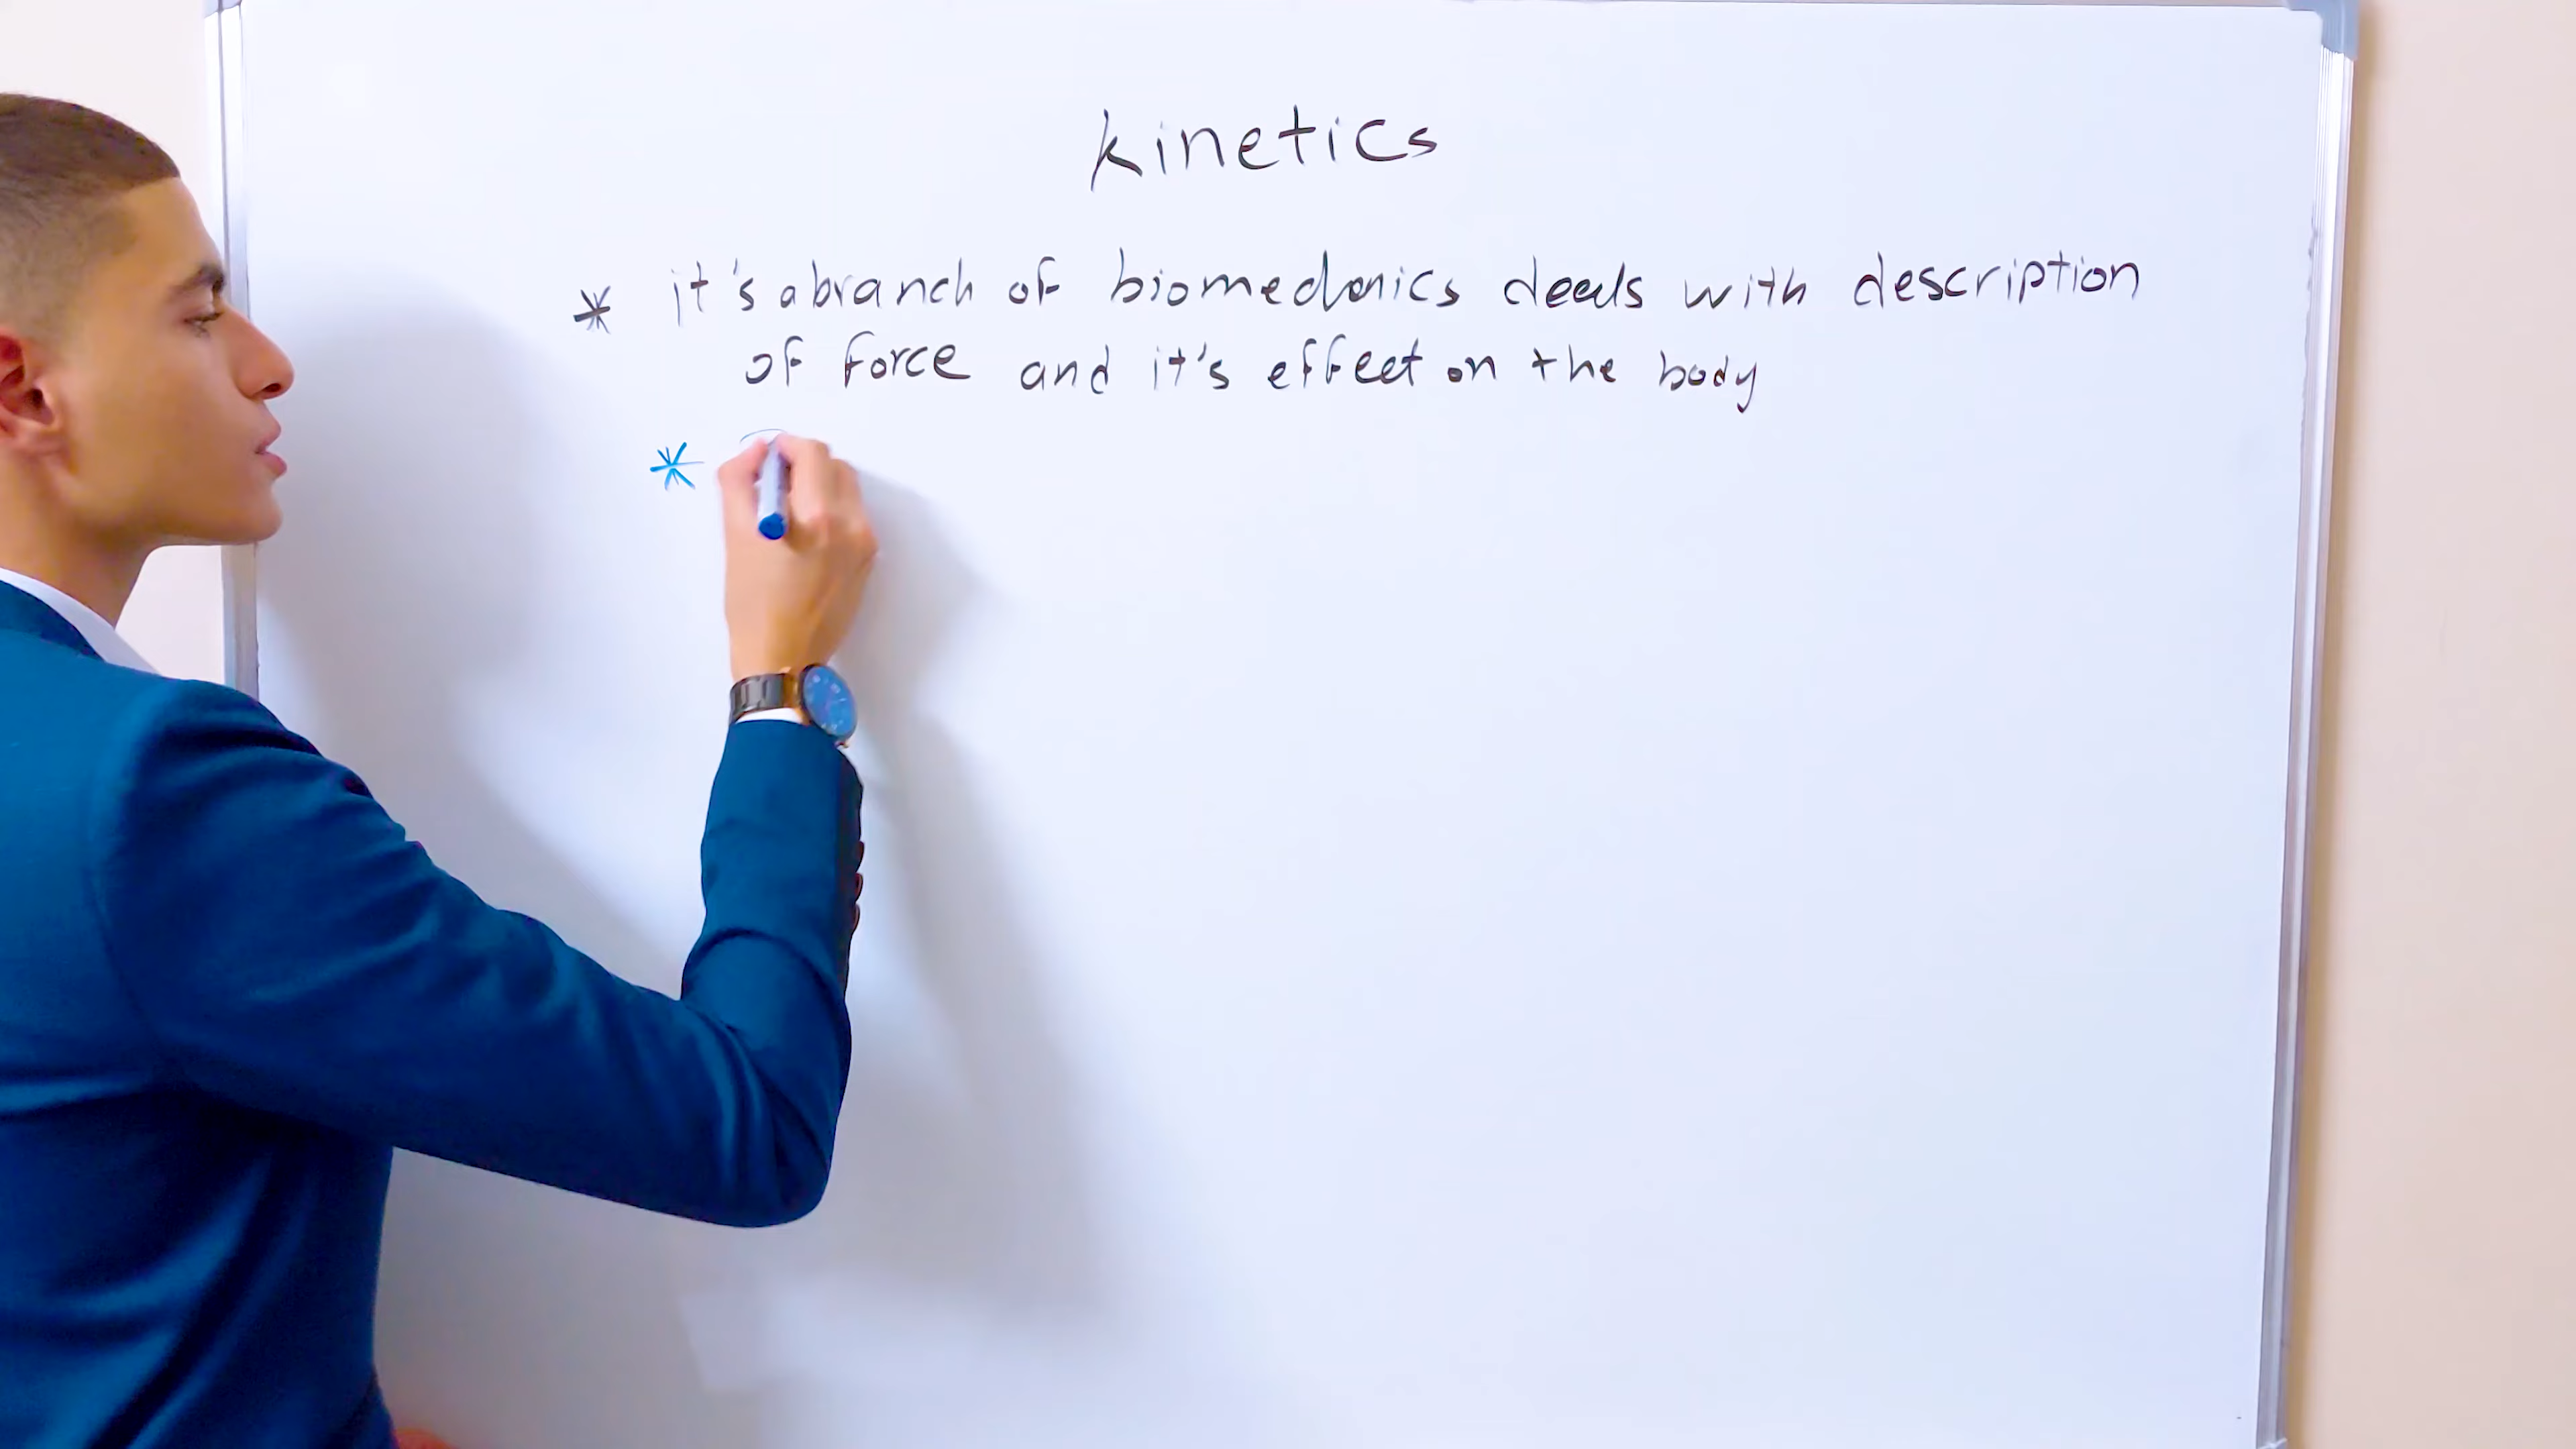 kinetics
* it's a branch of biomechanics deals with description
of force and it's effect on the body
*